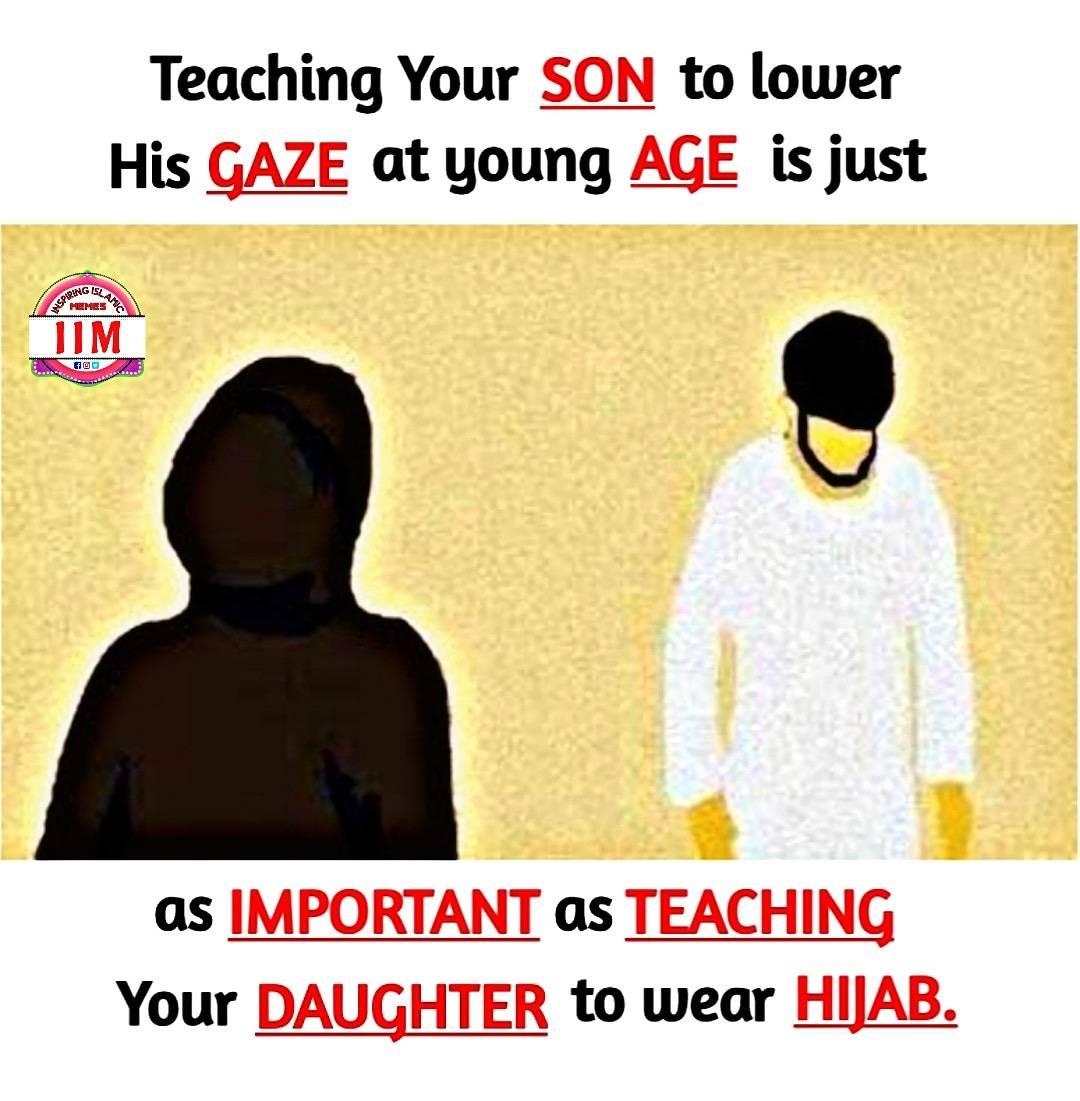 Teaching Your SON to lower
His GAZE at young AGE is just
INSPIRING ISLAMIC
MEMES
IIM
as IMPORTANT as TEACHING
Your DAUGHTER to wear HIJAB.